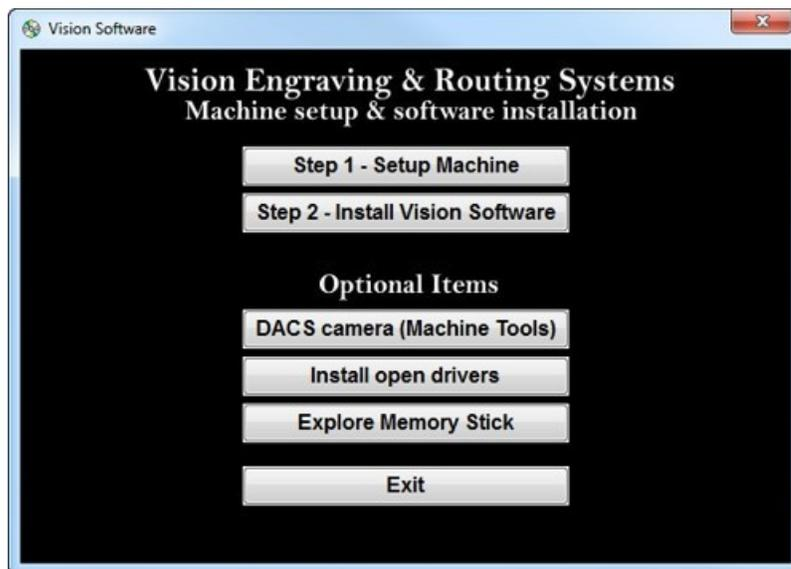 Vision Software
Vision Engraving & Routing Systems
Machine setup & software installation
Step 1 - Setup Machine
Step 2 - Install Vision Software
Optional Items
DACS camera (Machine Tools)
Install open drivers
Explore Memory Stick
Exit